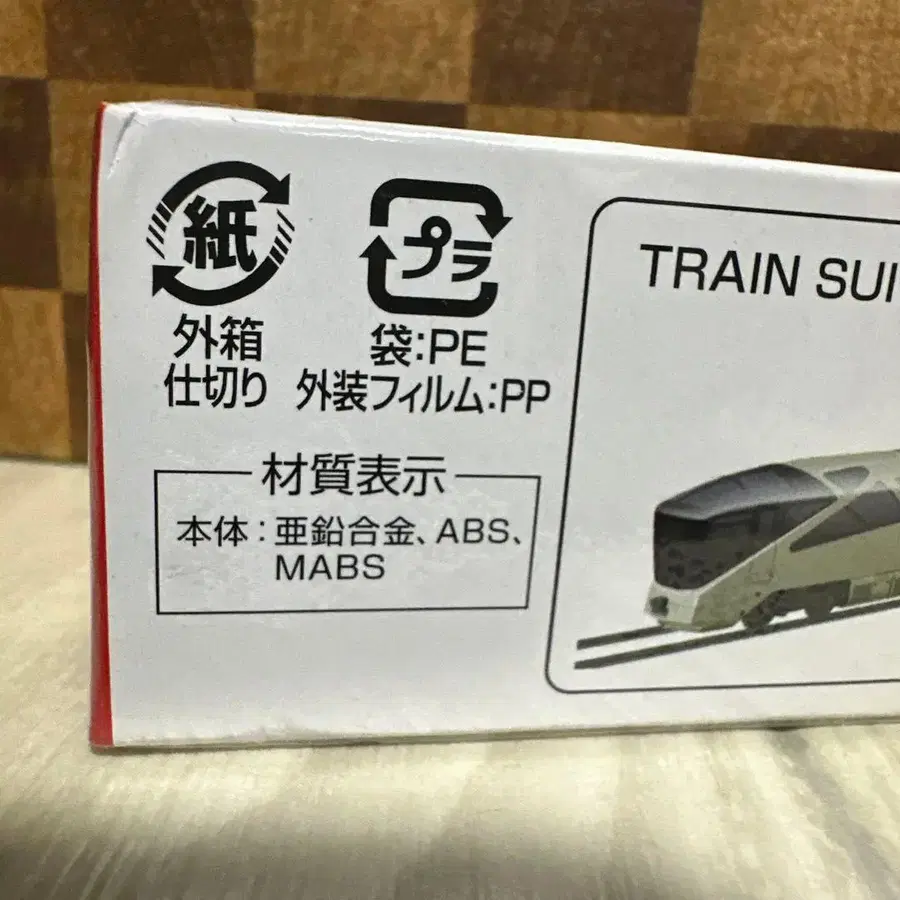 紙
外箱
仕切り
プラ
袋:PE
外装フィルム:PP
材質表示
本体:亜鉛合金、ABS、
MABS
TRAIN SUI